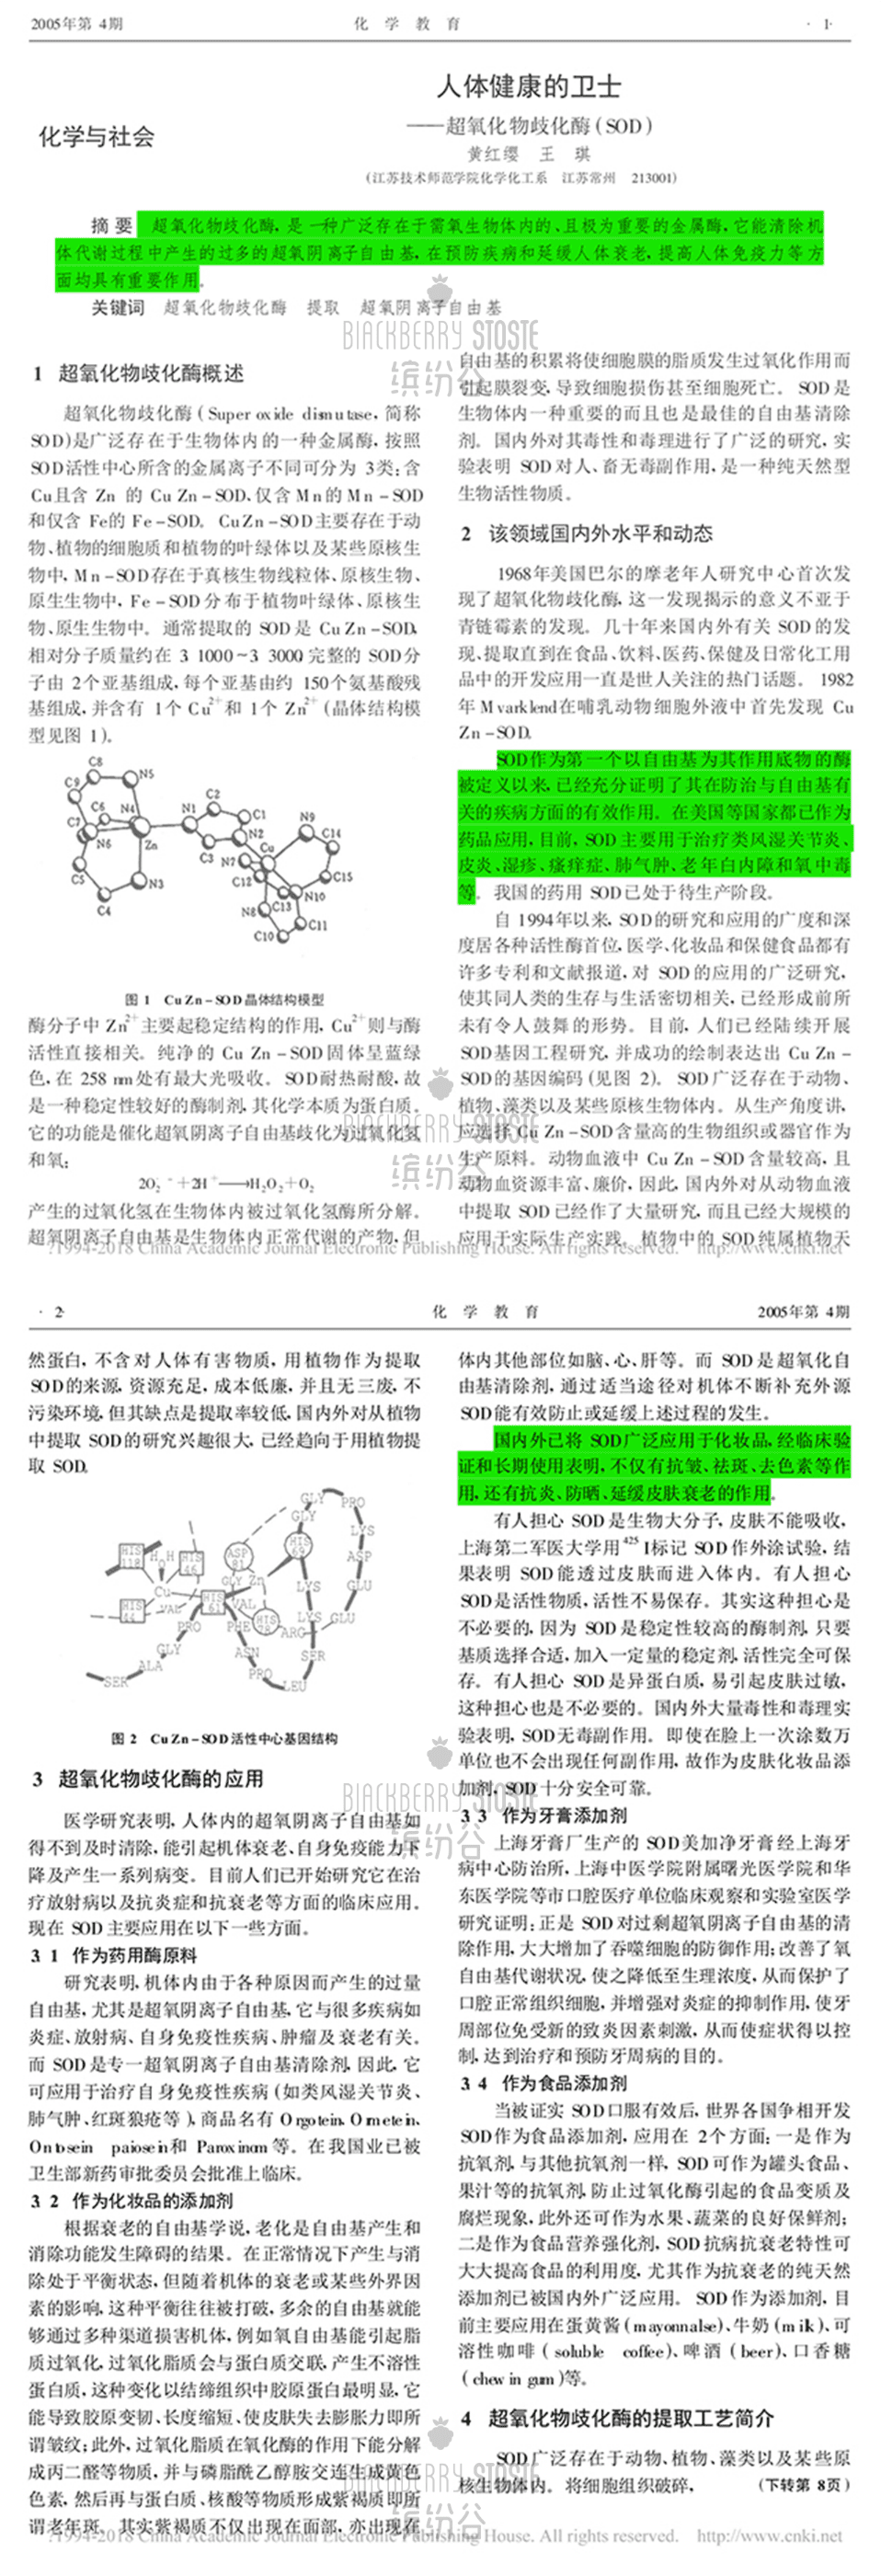 2005年第 4期
化 学 教 育
· 1·
人体健康的卫士
——超氧化物歧化酶(SOD)
化学与社会
黄红缨 王 琪
(江苏技术师范学院化学化工系 江苏常州 213001)
摘 要 超氧化物歧化酶,是一种广泛存在于需氧生物体内的、且极为重要的金属酶,它能清除机
体代谢过程中产生的过多的超氧阴离子自由基,在预防疾病和延缓人体衰老,提高人体免疫力等方
面均具有重要作用。
关键词 超氧化物歧化酶 提取 超氧阴离子自由基
BLACKBERRY STOSTE
缤纷谷
1 超氧化物歧化酶概述
超氧化物歧化酶 ( Super oxide dismutase, 简称
SOD)是广泛存在于生物体内的一种金属酶,按照
SOD活性中心所含的金属离子不同可分为 3类:含
Cu且含 Zn 的 Cu Zn-SOD、仅含 Mn的 Mn-SOD
和仅含 Fe的 Fe-SOD。 CuZn-SOD主要存在于动
物、植物的细胞质和植物的叶绿体以及某些原核生
物中, Mn-SOD存在于真核生物线粒体、原核生物、
原生生物中, Fe-SOD分布于植物叶绿体、原核生
物、原生生物中。通常提取的 SOD是 CuZn-SOD,
相对分子质量约在 3 1000~3 3000, 完整的 SOD分
子由 2个亚基组成,每个亚基由约 150个氨基酸残
基组成,并含有 1个 Cu2+和 1个 Zn2+ (晶体结构模
型见图 1)。
C8
N5
C9
C6
N4
C7
N6
Zn
C5
N3
C4
N1
C2
C1
N2
C3
Cu
N9
C14
N7
C12
C13
N10
C15
N8
C11
C10
图 1 CuZn-SOD晶体结构模型
酶分子中 Zn2+主要起稳定结构的作用, Cu2+则与酶
活性直接相关。纯净的 Cu Zn-SOD 固体呈蓝绿
色,在 258 nm处有最大光吸收。 SOD耐热耐酸,故
是一种稳定性较好的酶制剂,其化学本质为蛋白质。
它的功能是催化超氧阴离子自由基歧化为过氧化氢
和氧:
2O2·-+2H+⟶H2O2+O2
产生的过氧化氢在生物体内被过氧化氢酶所分解。
超氧阴离子自由基是生物体内正常代谢的产物,但
自由基的积累将使细胞膜的脂质发生过氧化作用而
引起膜裂变,导致细胞损伤甚至细胞死亡。 SOD是
生物体内一种重要的而且也是最佳的自由基清除
剂。国内外对其毒性和毒理进行了广泛的研究,实
验表明 SOD对人、畜无毒副作用,是一种纯天然型
生物活性物质。
2 该领域国内外水平和动态
1968年美国巴尔的摩老年人研究中心首次发
现了超氧化物歧化酶,这一发现揭示的意义不亚于
青链霉素的发现。几十年来国内外有关 SOD的发
现、提取直到在食品、饮料、医药、保健及日常化工用
品中的开发应用一直是世人关注的热门话题。 1982
年 Mvarklend在哺乳动物细胞外液中首先发现 Cu
Zn-SOD。
SOD作为第一个以自由基为其作用底物的酶
被定义以来,已经充分证明了其在防治与自由基有
关的疾病方面的有效作用。在美国等国家都已作为
药品应用,目前, SOD主要用于治疗类风湿关节炎、
皮炎、湿疹、瘙痒症、肺气肿、老年白内障和氧中毒
等。我国的药用 SOD已处于待生产阶段。
自 1994年以来, SOD的研究和应用的广度和深
度居各种活性酶首位,医学、化妆品和保健食品都有
许多专利和文献报道,对 SOD的应用的广泛研究,
使其同人类的生存与生活密切相关,已经形成前所
未有令人鼓舞的形势。目前,人们已经陆续开展
SOD基因工程研究,并成功的绘制表达出 Cu Zn-
SOD的基因编码 (见图 2)。 SOD广泛存在于动物、
植物、藻类以及某些原核生物体内。从生产角度讲,
应选择 Cu Zn-SOD含量高的生物组织或器官作为
生产原料。动物血液中 Cu Zn-SOD含量较高,且
动物血资源丰富、廉价,因此,国内外对从动物血液
中提取 SOD已经作了大量研究,而且已经大规模的
应用于实际生产实践。植物中的 SOD纯属植物天
BLACKBERRY STOSTE
缤纷谷
?1994-2018 China Academic Journal Electronic Publishing House. All rights reserved. http://www.cnki.net
· 2·
化 学 教 育
2005年第 4期
然蛋白,不含对人体有害物质,用植物作为提取
SOD的来源,资源充足,成本低廉,并且无三废,不
污染环境,但其缺点是提取率较低,国内外对从植物
中提取 SOD的研究兴趣很大,已经趋向于用植物提
取 SOD。
GLY
PRO
GLY
LYS
HIS
118
HIS
46
ASP
81
HIS
69
ASP
Cu
GLY
Zn
LYS
GLU
HIS
44
VAL
HIS
61
VAL
HIS
LYS
GLU
PRO
PHE
ARG
GLY
ASN
SER
ALA
PRO
SER
LEU
图 2 CuZn-SOD活性中心基因结构
3 超氧化物歧化酶的应用
医学研究表明,人体内的超氧阴离子自由基如
得不到及时清除,能引起机体衰老、自身免疫能力下
降及产生一系列病变。目前人们已开始研究它在治
疗放射病以及抗炎症和抗衰老等方面的临床应用。
现在 SOD主要应用在以下一些方面。
3.1 作为药用酶原料
研究表明,机体内由于各种原因而产生的过量
自由基,尤其是超氧阴离子自由基,它与很多疾病如
炎症、放射病、自身免疫性疾病、肿瘤及衰老有关。
而 SOD是专一超氧阴离子自由基清除剂,因此,它
可应用于治疗自身免疫性疾病 (如类风湿关节炎、
肺气肿、红斑狼疮等 ),商品名有 Orgotein、Ormetein、
Ontosein paiosein和 Paroxinorm 等。在我国业已被
卫生部新药审批委员会批准上临床。
3.2 作为化妆品的添加剂
根据衰老的自由基学说,老化是自由基产生和
消除功能发生障碍的结果。在正常情况下产生与消
除处于平衡状态,但随着机体的衰老或某些外界因
素的影响,这种平衡往往被打破,多余的自由基就能
够通过多种渠道损害机体,例如氧自由基能引起脂
质过氧化,过氧化脂质会与蛋白质交联,产生不溶性
蛋白质,这种变化以结缔组织中胶原蛋白最明显,它
能导致胶原变韧、长度缩短、使皮肤失去膨胀力即所
谓皱纹;此外,过氧化脂质在氧化酶的作用下能分解
成丙二醛等物质,并与磷脂酰乙醇胺交连生成黄色
色素,然后再与蛋白质、核酸等物质形成紫褐质即所
谓老年斑。其实紫褐质不仅出现在面部,亦出现在
体内其他部位如脑、心、肝等。而 SOD是超氧化自
由基清除剂,通过适当途径对机体不断补充外源
SOD能有效防止或延缓上述过程的发生。
国内外已将 SOD广泛应用于化妆品,经临床验
证和长期使用表明,不仅有抗皱、祛斑、去色素等作
用,还有抗炎、防晒、延缓皮肤衰老的作用。
有人担心 SOD是生物大分子,皮肤不能吸收,
上海第二军医大学用 425 I标记 SOD作外涂试验,结
果表明 SOD能透过皮肤而进入体内。有人担心
SOD是活性物质,活性不易保存。其实这种担心是
不必要的,因为 SOD是稳定性较高的酶制剂,只要
基质选择合适,加入一定量的稳定剂,活性完全可保
存。有人担心 SOD是异蛋白质,易引起皮肤过敏,
这种担心也是不必要的。国内外大量毒性和毒理实
验表明, SOD无毒副作用。即使在脸上一次涂数万
单位也不会出现任何副作用,故作为皮肤化妆品添
加剂, SOD十分安全可靠。
3.3 作为牙膏添加剂
上海牙膏厂生产的 SOD美加净牙膏经上海牙
病中心防治所,上海中医学院附属曙光医学院和华
东医学院等市口腔医疗单位临床观察和实验室医学
研究证明:正是 SOD对过剩超氧阴离子自由基的清
除作用,大大增加了吞噬细胞的防御作用;改善了氧
自由基代谢状况,使之降低至生理浓度,从而保护了
口腔正常组织细胞,并增强对炎症的抑制作用,使牙
周部位免受新的致炎因素刺激,从而使症状得以控
制,达到治疗和预防牙周病的目的。
3.4 作为食品添加剂
当被证实 SOD口服有效后,世界各国争相开发
SOD作为食品添加剂,应用在 2个方面:一是作为
抗氧剂,与其他抗氧剂一样, SOD可作为罐头食品、
果汁等的抗氧剂,防止过氧化酶引起的食品变质及
腐烂现象,此外还可作为水果、蔬菜的良好保鲜剂;
二是作为食品营养强化剂, SOD抗病抗衰老特性可
大大提高食品的利用度,尤其作为抗衰老的纯天然
添加剂已被国内外广泛应用。 SOD作为添加剂,目
前主要应用在蛋黄酱 (mayonnalse)、牛奶 (milk)、可
溶性咖啡 ( soluble coffee)、啤酒 (beer)、口香糖
(chewin gum)等。
4 超氧化物歧化酶的提取工艺简介
SOD广泛存在于动物、植物、藻类以及某些原
核生物体内。将细胞组织破碎, (下转第 8页)
BLACKBERRY STOSTE
缤纷谷
BLACKBERRY STOSTE
缤纷谷
?1994-2018 China Academic Journal Electronic Publishing House. All rights reserved. http://www.cnki.net